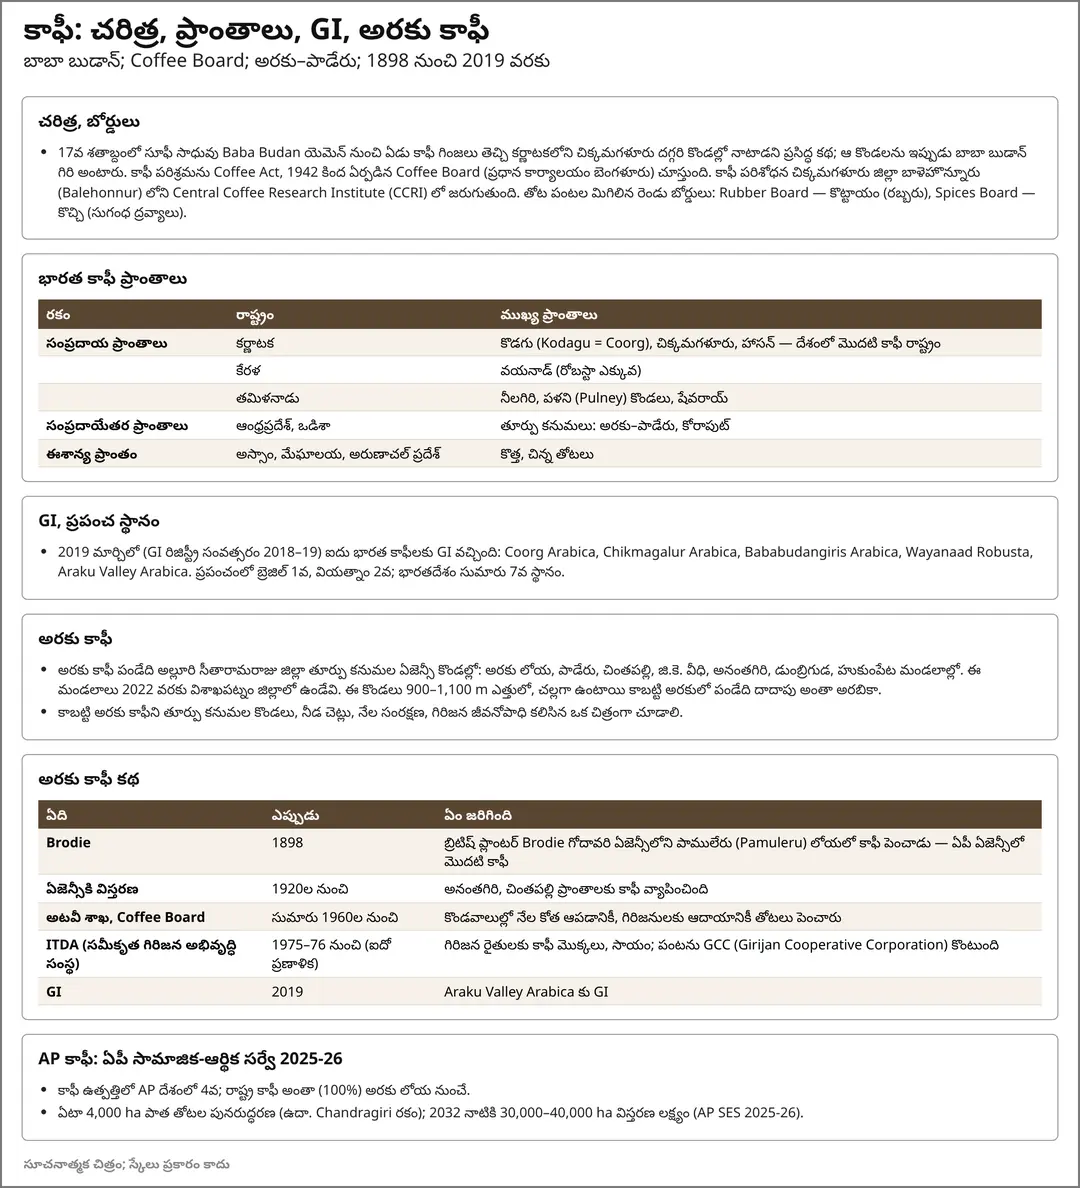 కాఫీ: చరిత్ర, ప్రాంతాలు, GI, అరకు కాఫీ
బాబా బుడాన్; Coffee Board; అరకు–పాడేరు; 1898 నుంచి 2019 వరకు
చరిత్ర, బోర్డులు
• 17వ శతాబ్దంలో సూఫీ సాధువు Baba Budan యెమెన్ నుంచి ఏడు కాఫీ గింజలు తెచ్చి కర్ణాటకలోని చిక్కమగళూరు దగ్గరి కొండల్లో నాటాడని ప్రసిద్ధ కథ; ఆ కొండలను ఇప్పుడు బాబా బుడాన్
గిరి అంటారు. కాఫీ పరిశ్రమను Coffee Act, 1942 కింద ఏర్పడిన Coffee Board (ప్రధాన కార్యాలయం బెంగళూరు) చూస్తుంది. కాఫీ పరిశోధన చిక్కమగళూరు జిల్లా బాళెహొన్నూరు
(Balehonnur) లోని Central Coffee Research Institute (CCRI) లో జరుగుతుంది. తోట పంటల మిగిలిన రెండు బోర్డులు: Rubber Board — కొట్టాయం (రబ్బరు), Spices Board —
కొచ్చి (సుగంధ ద్రవ్యాలు).
భారత కాఫీ ప్రాంతాలు
రకం రాష్ట్రం ముఖ్య ప్రాంతాలు
సంప్రదాయ ప్రాంతాలు కర్ణాటక కొడగు (Kodagu = Coorg), చిక్కమగళూరు, హాసన్ — దేశంలో మొదటి కాఫీ రాష్ట్రం
కేరళ వయనాడ్ (రోబస్టా ఎక్కువ)
తమిళనాడు నీలగిరి, పళని (Pulney) కొండలు, షేవరాయ్
సంప్రదాయేతర ప్రాంతాలు ఆంధ్రప్రదేశ్, ఒడిశా తూర్పు కనుమలు: అరకు–పాడేరు, కోరాపుట్
ఈశాన్య ప్రాంతం అస్సాం, మేఘాలయ, అరుణాచల్ ప్రదేశ్ కొత్త, చిన్న తోటలు
GI, ప్రపంచ స్థానం
• 2019 మార్చిలో (GI రిజిస్ట్రీ సంవత్సరం 2018–19) ఐదు భారత కాఫీలకు GI వచ్చింది: Coorg Arabica, Chikmagalur Arabica, Bababudangiris Arabica, Wayanaad Robusta,
Araku Valley Arabica. ప్రపంచంలో బ్రెజిల్ 1వ, వియత్నాం 2వ; భారతదేశం సుమారు 7వ స్థానం.
అరకు కాఫీ
• అరకు కాఫీ పండేది అల్లూరి సీతారామరాజు జిల్లా తూర్పు కనుమల ఏజెన్సీ కొండల్లో: అరకు లోయ, పాడేరు, చింతపల్లి, జి.కె. వీధి, అనంతగిరి, డుంబ్రిగుడ, హుకుంపేట మండలాల్లో. ఈ
మండలాలు 2022 వరకు విశాఖపట్నం జిల్లాలో ఉండేవి. ఈ కొండలు 900–1,100 m ఎత్తులో, చల్లగా ఉంటాయి కాబట్టి అరకులో పండేది దాదాపు అంతా అరబికా.
• కాబట్టి అరకు కాఫీని తూర్పు కనుమల కొండలు, నీడ చెట్లు, నేల సంరక్షణ, గిరిజన జీవనోపాధి కలిసిన ఒక చిత్రంగా చూడాలి.
అరకు కాఫీ కథ
ఏది ఎప్పుడు ఏం జరిగింది
Brodie 1898 బ్రిటిష్ ప్లాంటర్ Brodie గోదావరి ఏజెన్సీలోని పాములేరు (Pamuleru) లోయలో కాఫీ పెంచాడు — ఏపీ ఏజెన్సీలో
మొదటి కాఫీ
ఏజెన్సీకి విస్తరణ 1920ల నుంచి అనంతగిరి, చింతపల్లి ప్రాంతాలకు కాఫీ వ్యాపించింది
అటవీ శాఖ, Coffee Board సుమారు 1960ల నుంచి కొండవాలుల్లో నేల కోత ఆపడానికీ, గిరిజనులకు ఆదాయానికీ తోటలు పెంచారు
ITDA (సమీకృత గిరిజన అభివృద్ధి 1975–76 నుంచి (ఐదో గిరిజన రైతులకు కాఫీ మొక్కలు, సాయం; పంటను GCC (Girijan Cooperative Corporation) కొంటుంది
సంస్థ) ప్రణాళిక)
GI 2019 Araku Valley Arabica కు GI
AP కాఫీ: ఏపీ సామాజిక-ఆర్థిక సర్వే 2025-26
• కాఫీ ఉత్పత్తిలో AP దేశంలో 4వ; రాష్ట్ర కాఫీ అంతా (100%) అరకు లోయ నుంచే.
• ఏటా 4,000 ha పాత తోటల పునరుద్ధరణ (ఉదా. Chandragiri రకం); 2032 నాటికి 30,000–40,000 ha విస్తరణ లక్ష్యం (AP SES 2025-26).
సూచనాత్మక చిత్రం; స్కేలు ప్రకారం కాదు